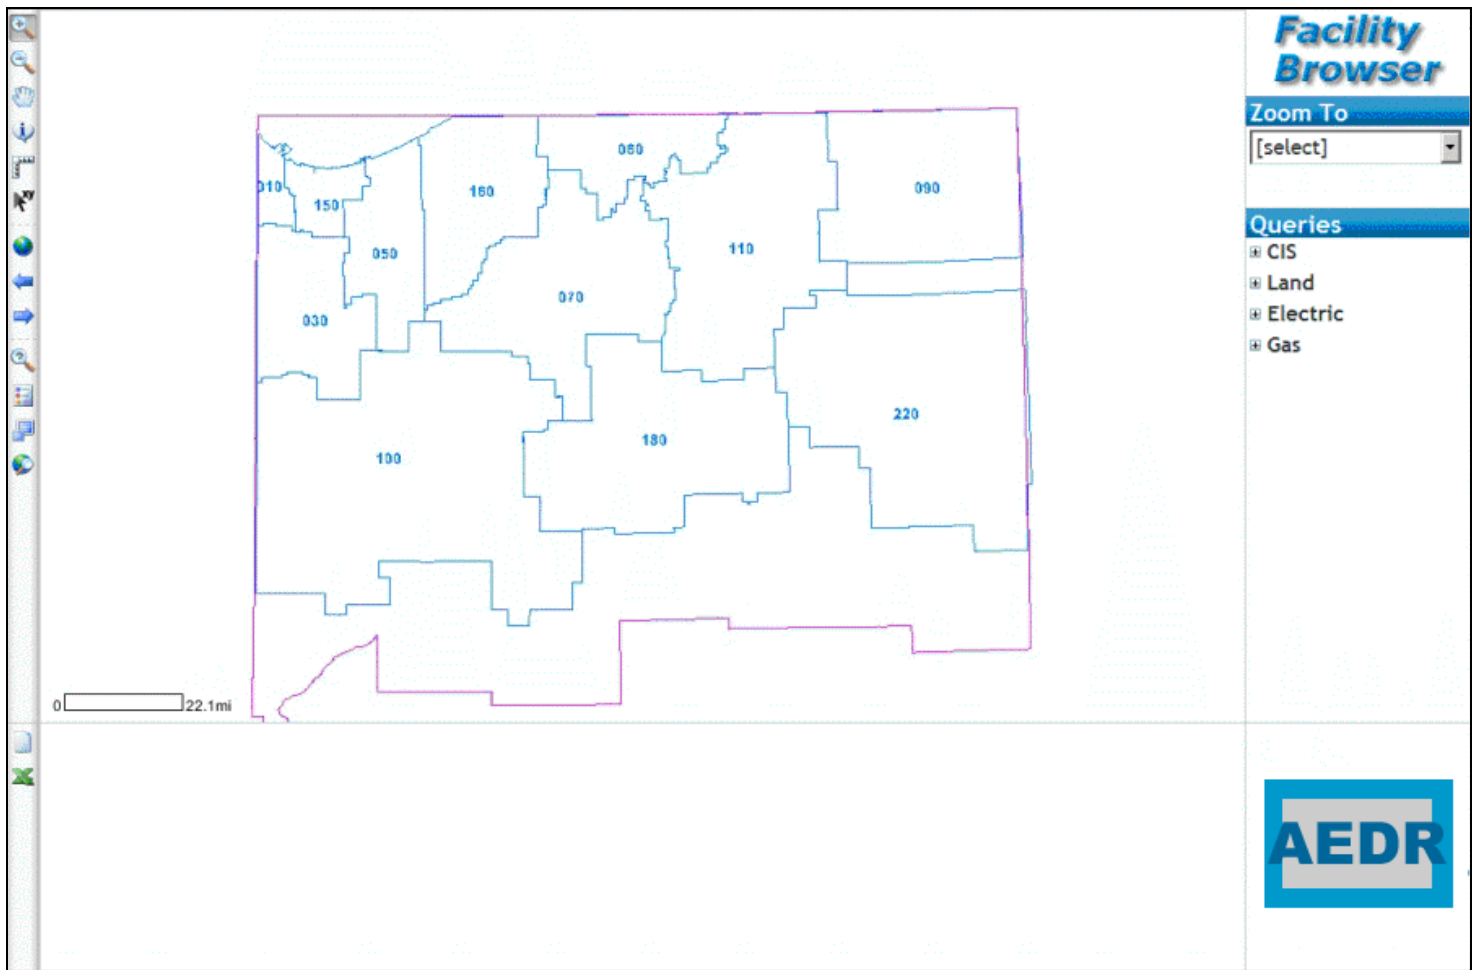 Facility
Browser
Zoom To
[select]
Queries
CIS
Land
Electric
Gas
060
010
160
090
150
110
050
070
030
220
180
100
0 22.1mi
xy
AEDR